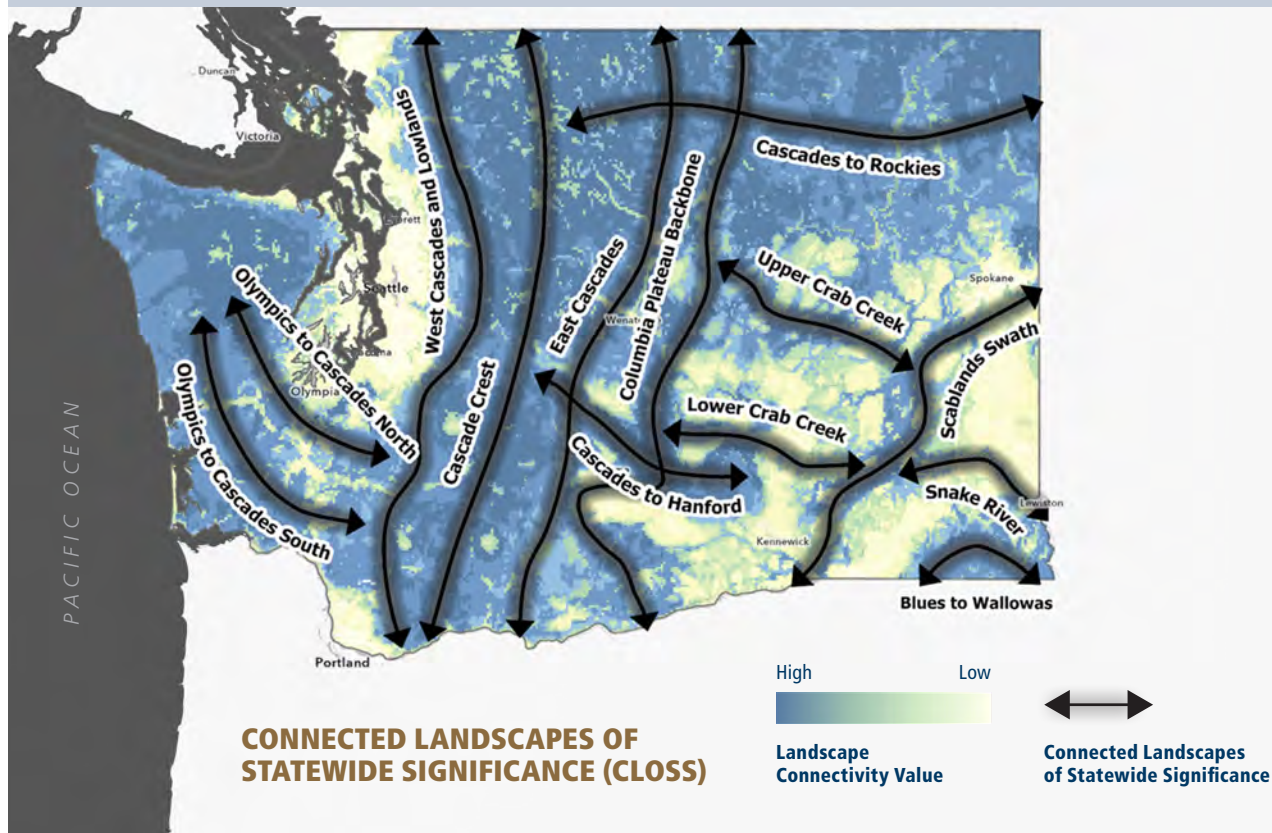 Duncan
Victoria
West Cascades and Lowlands
Cascades to Rockies
Everett
Columbia Plateau Backbone
East Cascades
Upper Crab Creek
Spokane
Olympics to Cascades North
Seattle
Scablands Swath
Tacoma
Olympia
Olympics to Cascades South
Cascade Crest
Lower Crab Creek
Cascades to Hanford
Snake River
Lewiston
Kennewick
PACIFIC OCEAN
Blues to Wallowas
Portland
High
Low
CONNECTED LANDSCAPES OF
STATEWIDE SIGNIFICANCE (CLOSS)
Landscape
Connectivity Value
Connected Landscapes
of Statewide Significance